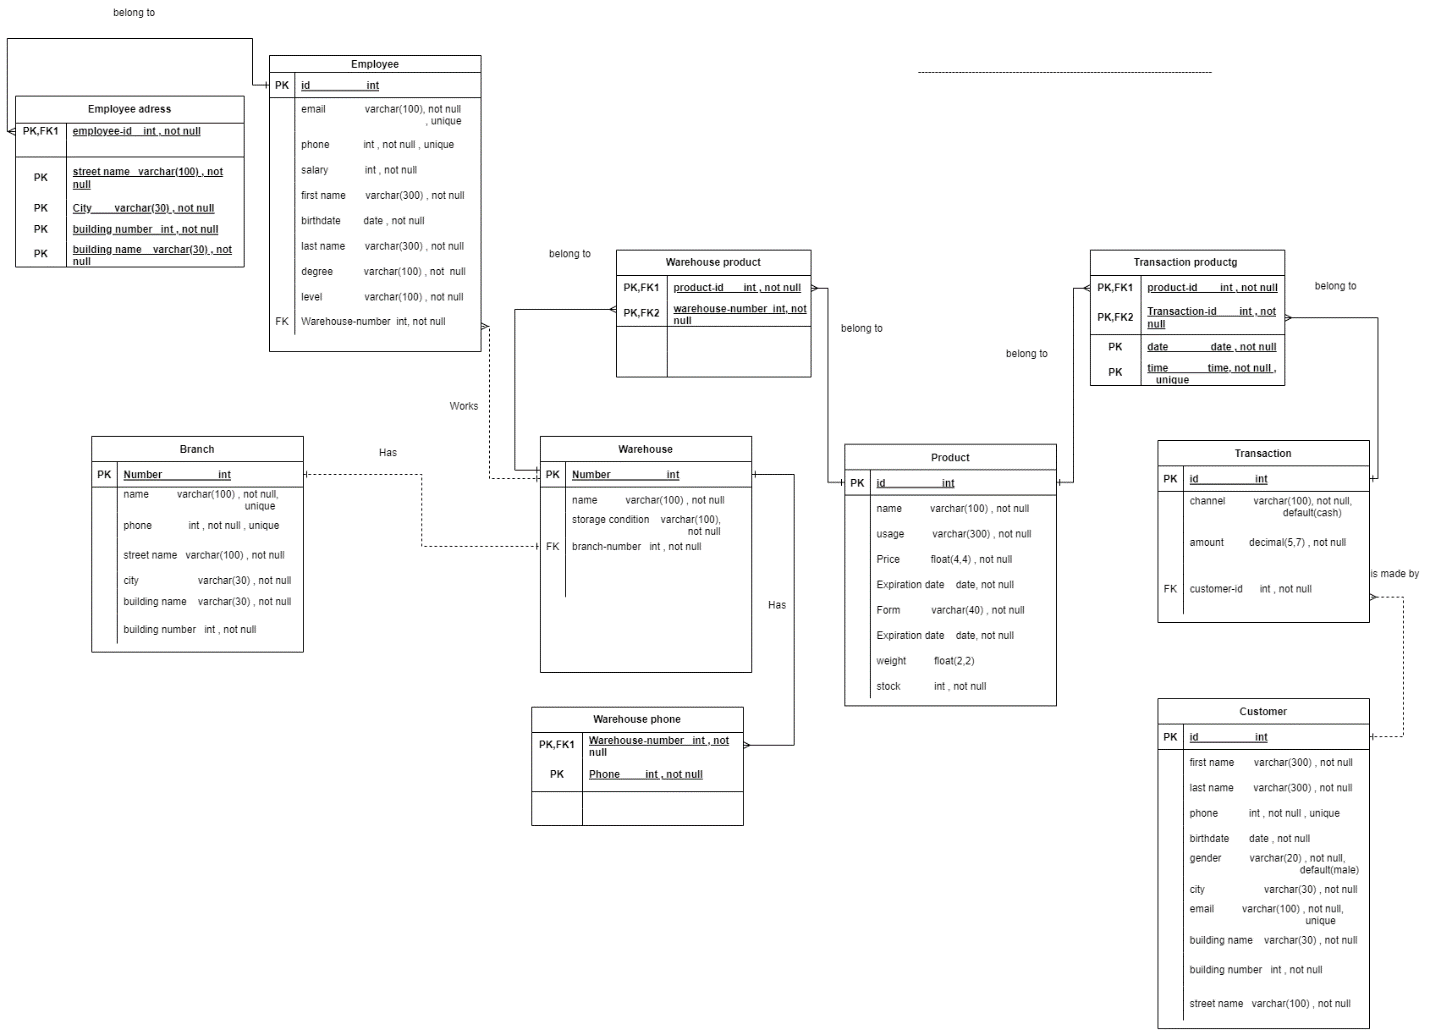 belong to
Employee
PK id int
email varchar(100), not null
, unique
phone int , not null , unique
salary int , not null
first name varchar(300) , not null
birthdate date , not null
last name varchar(300) , not null
degree varchar(100) , not null
level varchar(100) , not null
FK Warehouse-number int, not null
Employee adress
PK,FK1 employee-id int , not null
PK street name varchar(100) , not
null
PK City varchar(30) , not null
PK building number int , not null
PK building name varchar(30) , not
null
belong to
Warehouse product
PK,FK1 product-id int , not null
PK,FK2 warehouse-number int, not
null
belong to
belong to
Transaction productg
PK,FK1 product-id int , not null
PK,FK2 Transaction-id int , not
null
PK date date , not null
PK time time, not null ,
unique
belong to
Works
Branch
PK Number int
name varchar(100) , not null,
unique
phone int , not null , unique
street name varchar(100) , not null
city varchar(30) , not null
building name varchar(30) , not null
building number int , not null
Has
Warehouse
PK Number int
name varchar(100) , not null
storage condition varchar(100),
not null
FK branch-number int , not null
Has
Product
PK id int
name varchar(100) , not null
usage varchar(300) , not null
Price float(4,4) , not null
Expiration date date, not null
Form varchar(40) , not null
Expiration date date, not null
weight float(2,2)
stock int , not null
Transaction
PK id int
channel varchar(100), not null,
default(cash)
amount decimal(5,7) , not null
FK customer-id int , not null
is made by
Warehouse phone
PK,FK1 Warehouse-number int , not
null
PK Phone int , not null
Customer
PK id int
first name varchar(300) , not null
last name varchar(300) , not null
phone int , not null , unique
birthdate date , not null
gender varchar(20) , not null,
default(male)
city varchar(30) , not null
email varchar(100) , not null,
unique
building name varchar(30) , not null
building number int , not null
street name varchar(100) , not null